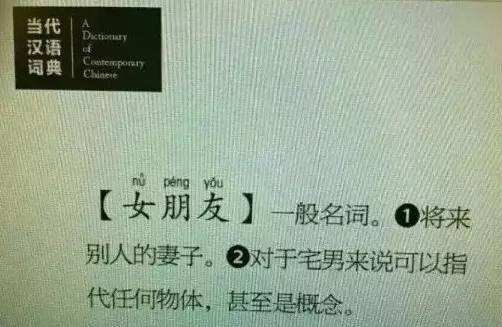 当代
汉语
词典
A
Dictionary
of
Contemporary
Chinese
nǚ péng yǒu
【女朋友】一般名词。❶将来
别人的妻子。❷对于宅男来说可以指
代任何物体，甚至是概念。